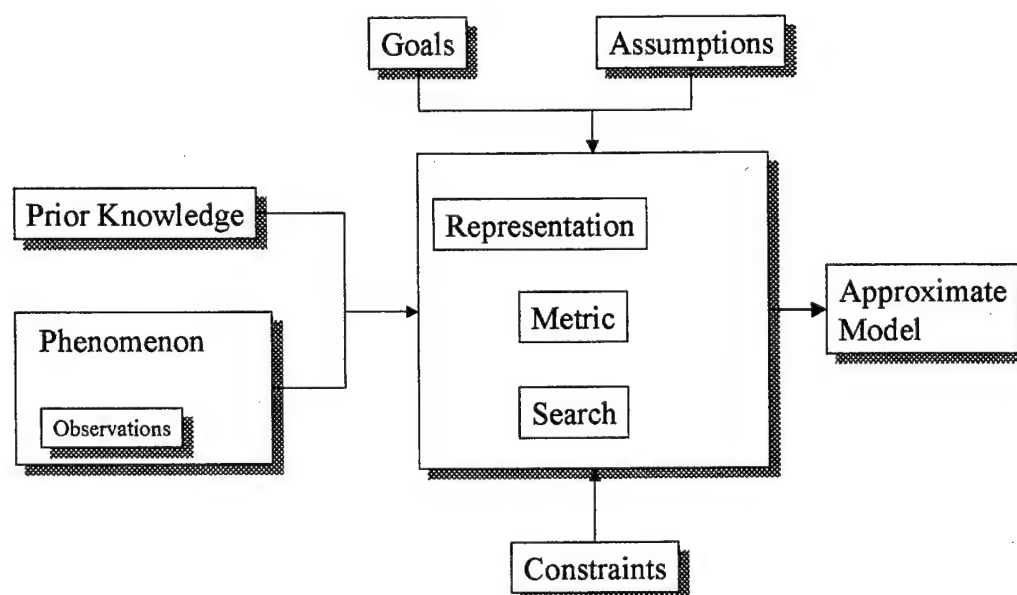 Goals
Assumptions
Prior Knowledge
Representation
Phenomenon
Observations
Metric
Search
Approximate
Model
Constraints